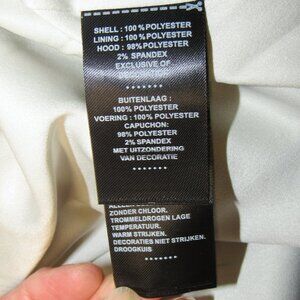 SHELL : 100% POLYESTER
LINING : 100% POLYESTER
HOOD : 98% POLYESTER
2% SPANDEX
EXCLUSIVE OF
DECORATION
BUITENLAAG :
100% POLYESTER
VOERING : 100% POLYESTER
CAPUCHON:
98% POLYESTER
2% SPANDEX
MET UITZONDERING
VAN DECORATIE
ZONDER CHLOOR.
TROMMELDROGEN LAGE
TEMPERATUUR.
WARM STRIJKEN.
DECORATIES NIET STRIJKEN.
DROOGKUIS